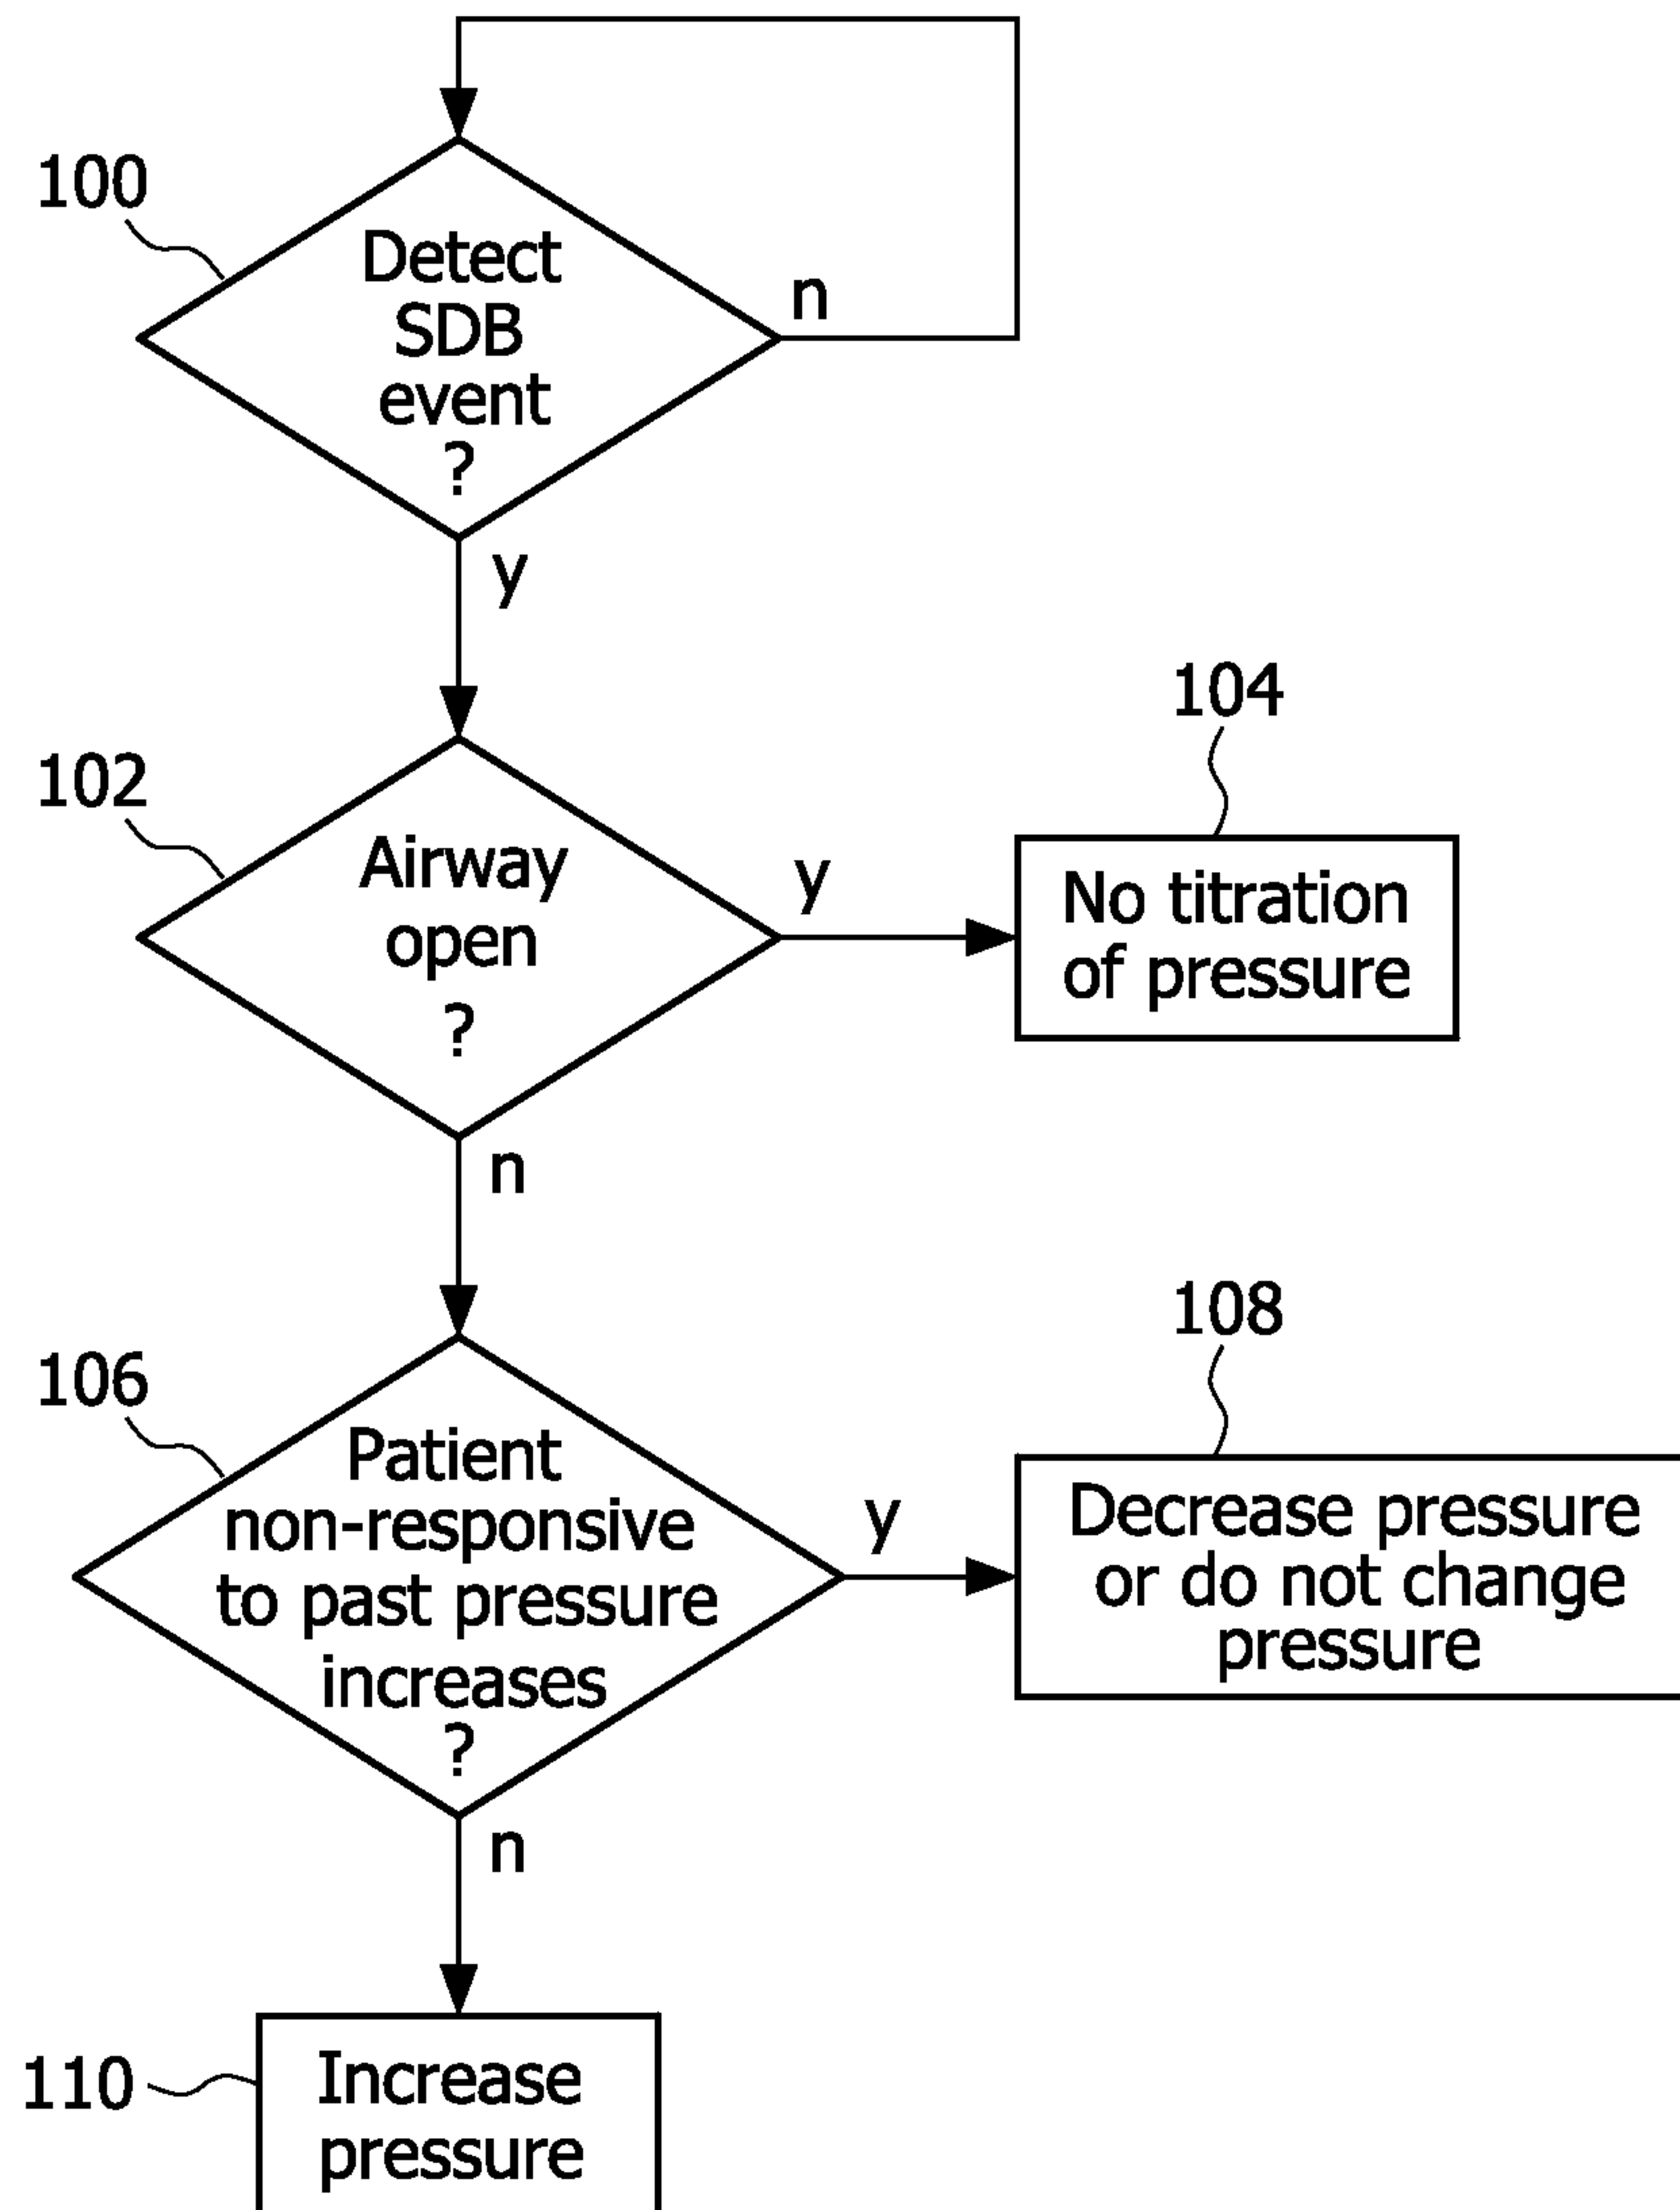 100
Detect
SDB
event
?
n
y
104
102
Airway
open
?
y
No titration
of pressure
n
108
106
Patient
non-responsive
to past pressure
increases
?
y
Decrease pressure
or do not change
pressure
n
110
Increase
pressure